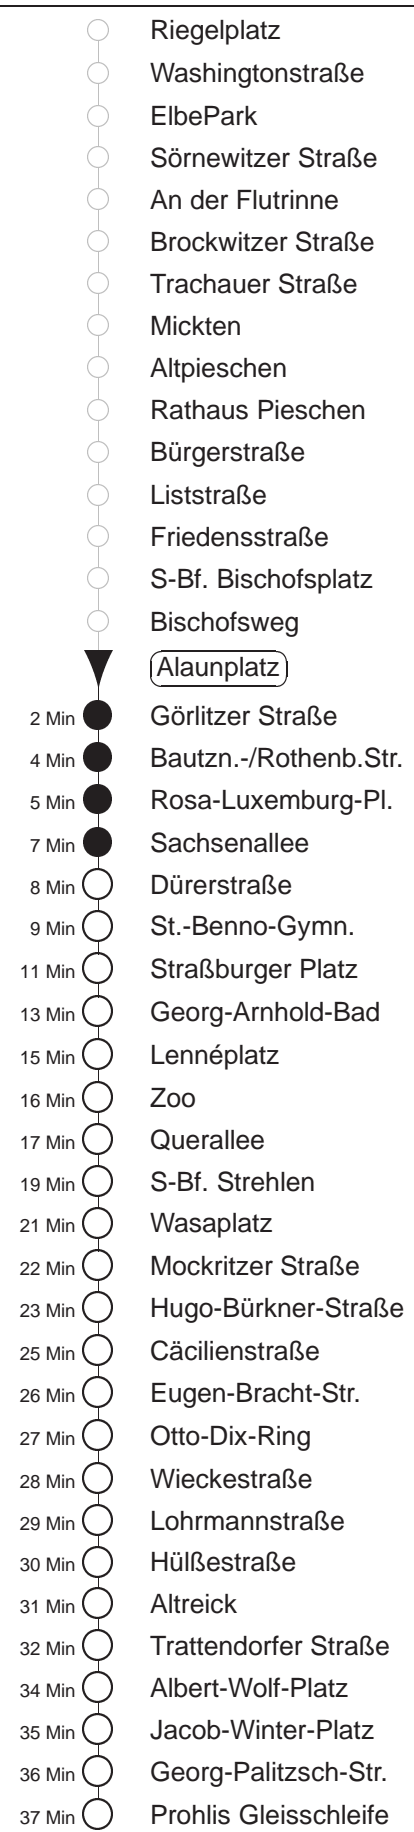 Riegelplatz
Washingtonstraße
ElbePark
Sörnewitzer Straße
An der Flutrinne
Brockwitzer Straße
Trachauer Straße
Mickten
Altpieschen
Rathaus Pieschen
Bürgerstraße
Liststraße
Friedensstraße
S-Bf. Bischofsplatz
Bischofsweg
Alaunplatz
2 Min Görlitzer Straße
4 Min Bautzn.-/Rothenb.Str.
5 Min Rosa-Luxemburg-Pl.
7 Min Sachsenallee
8 Min Dürerstraße
9 Min St.-Benno-Gymn.
11 Min Straßburger Platz
13 Min Georg-Arnhold-Bad
15 Min Lennéplatz
16 Min Zoo
17 Min Querallee
19 Min S-Bf. Strehlen
21 Min Wasaplatz
22 Min Mockritzer Straße
23 Min Hugo-Bürkner-Straße
25 Min Cäcilienstraße
26 Min Eugen-Bracht-Str.
27 Min Otto-Dix-Ring
28 Min Wieckestraße
29 Min Lohrmannstraße
30 Min Hülßestraße
31 Min Altreick
32 Min Trattendorfer Straße
34 Min Albert-Wolf-Platz
35 Min Jacob-Winter-Platz
36 Min Georg-Palitzsch-Str.
37 Min Prohlis Gleisschleife